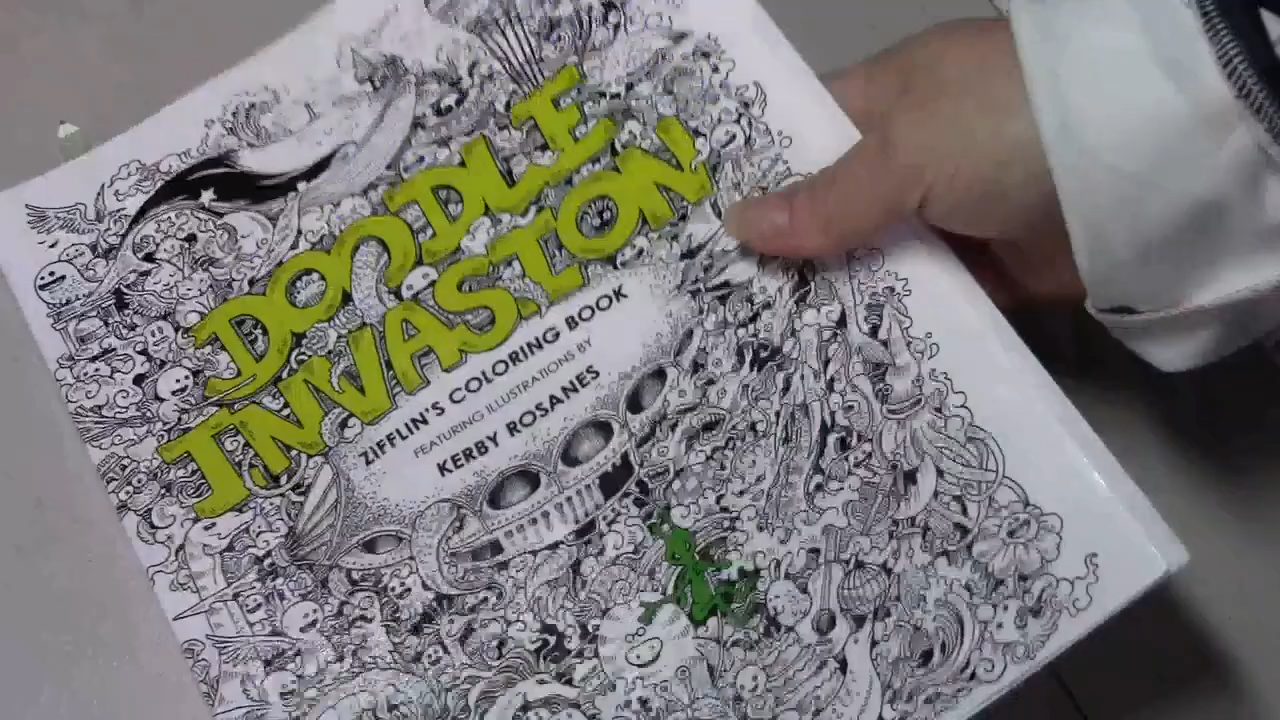 DOODLE
INVASION
ZIFFLIN'S COLORING BOOK
FEATURING ILLUSTRATIONS BY
KERBY ROSANES